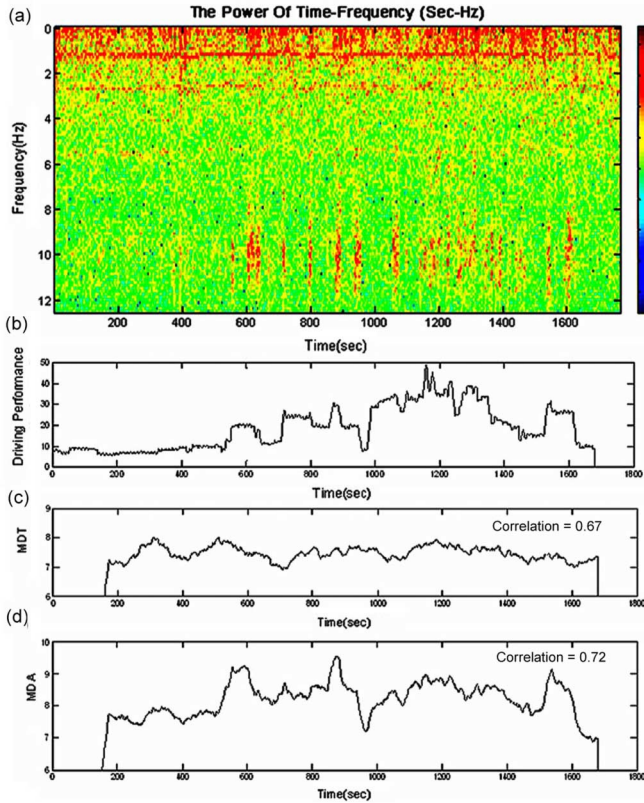 (a)
The Power Of Time-Frequency (Sec-Hz)
Frequency(Hz)
0
2
4
6
8
10
12
200 400 600 800 1000 1200 1400 1600
Time(sec)
(b)
Driving Performance
50
40
30
20
10
0
0 200 400 600 800 1000 1200 1400 1600 1800
Time(sec)
(c)
MDT
9
8
7
6
Correlation = 0.67
0 200 400 600 800 1000 1200 1400 1600 1800
Time(sec)
(d)
MDA
10
9
8
7
6
Correlation = 0.72
0 200 400 600 800 1000 1200 1400 1600 1800
Time(sec)